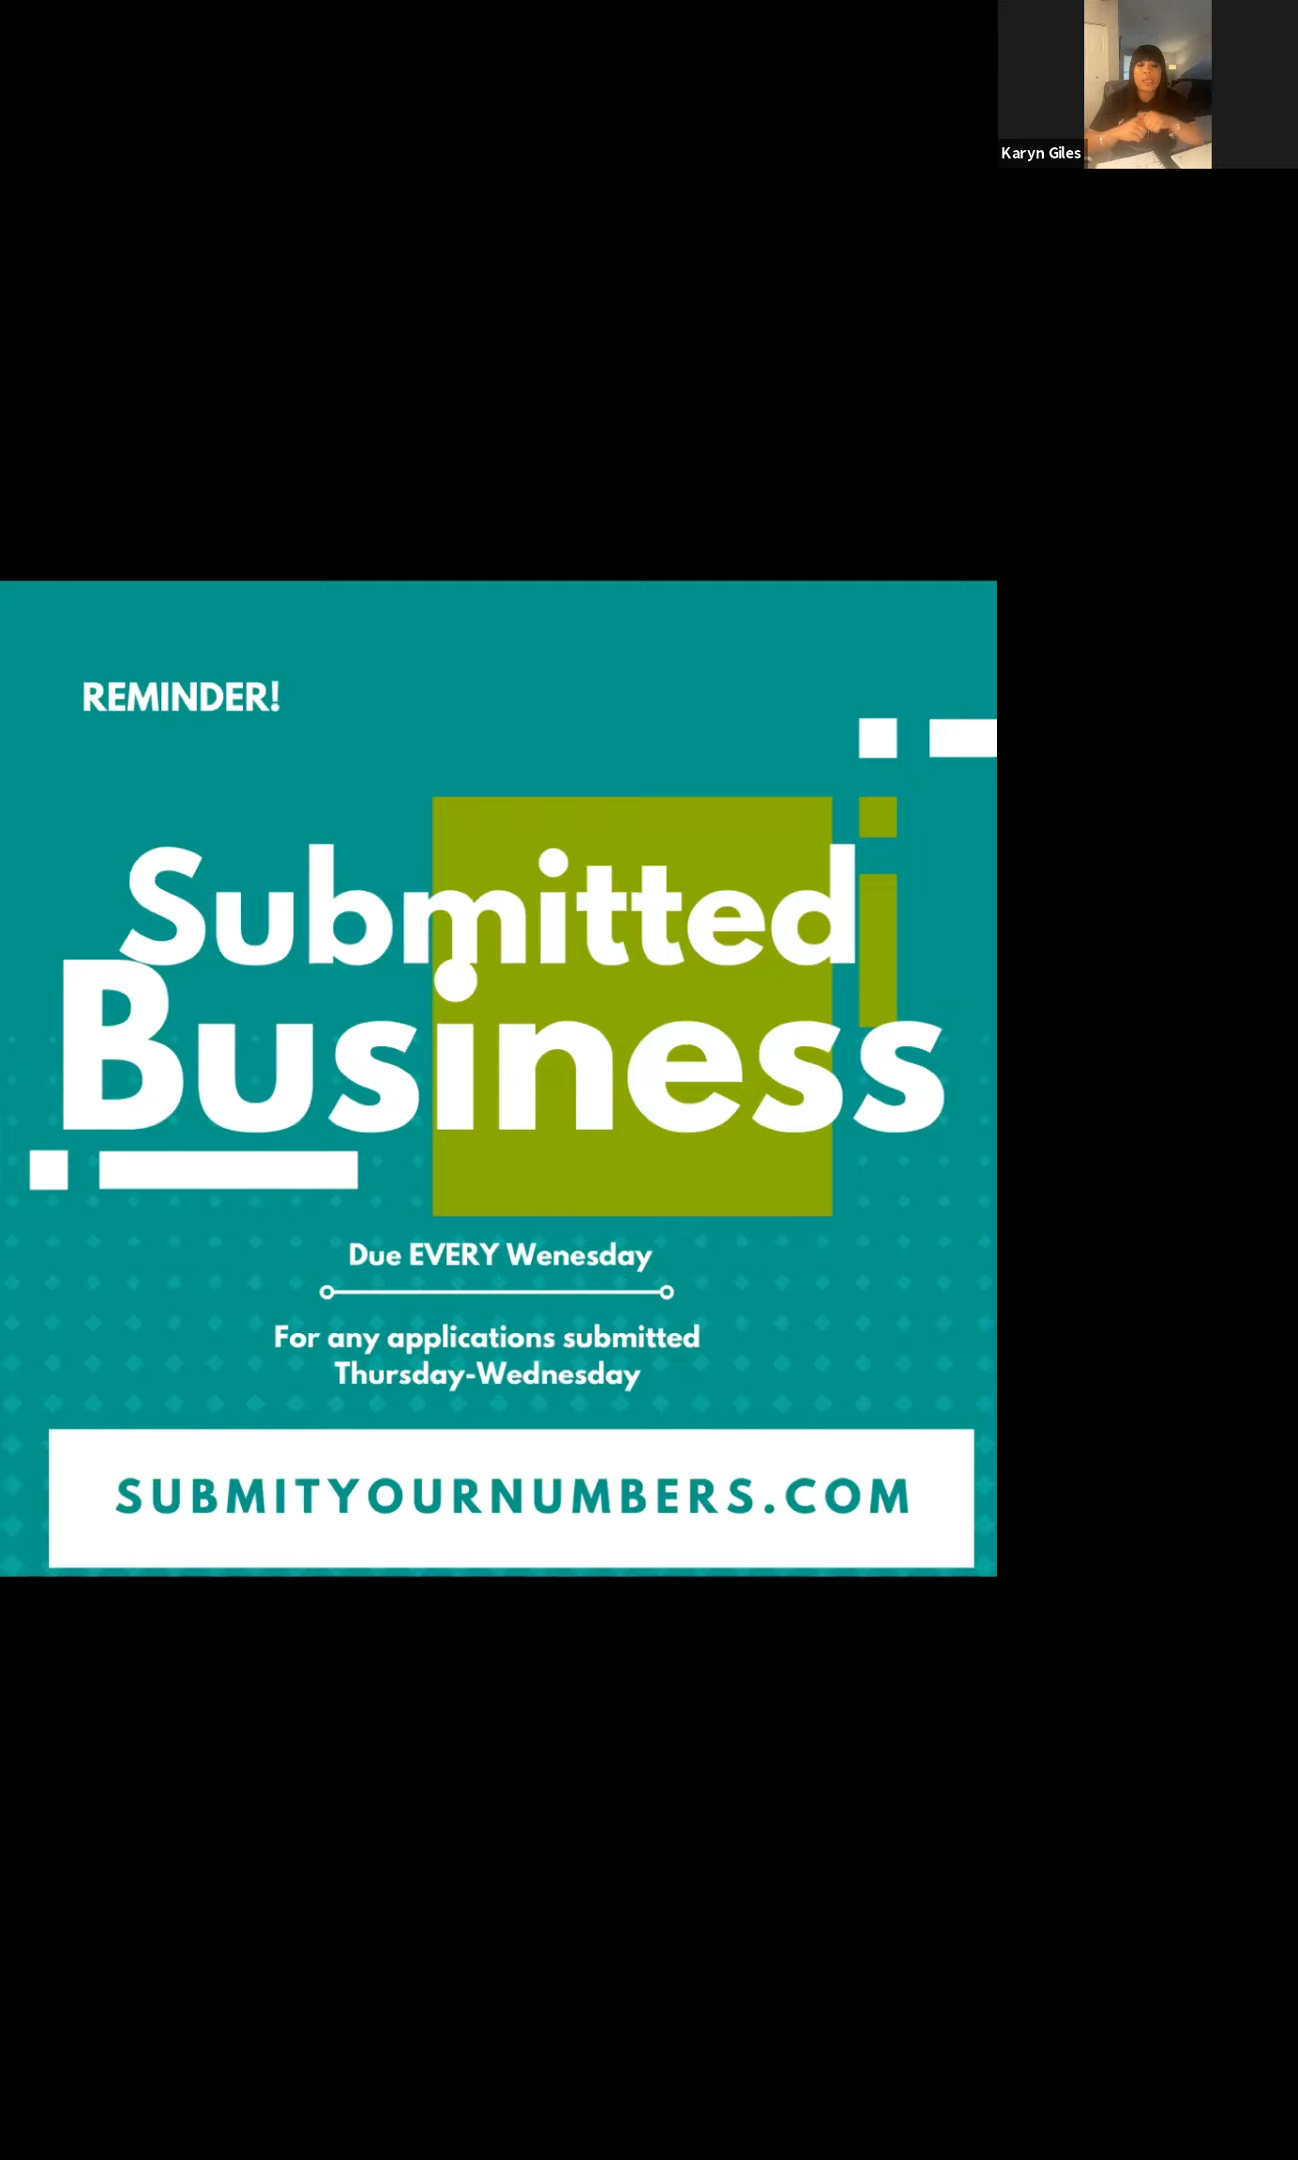 Karyn Giles
REMINDER!
Submitted
Business
Due EVERY Wenesday
For any applications submitted
Thursday-Wednesday
SUBMITYOURNUMBERS.COM